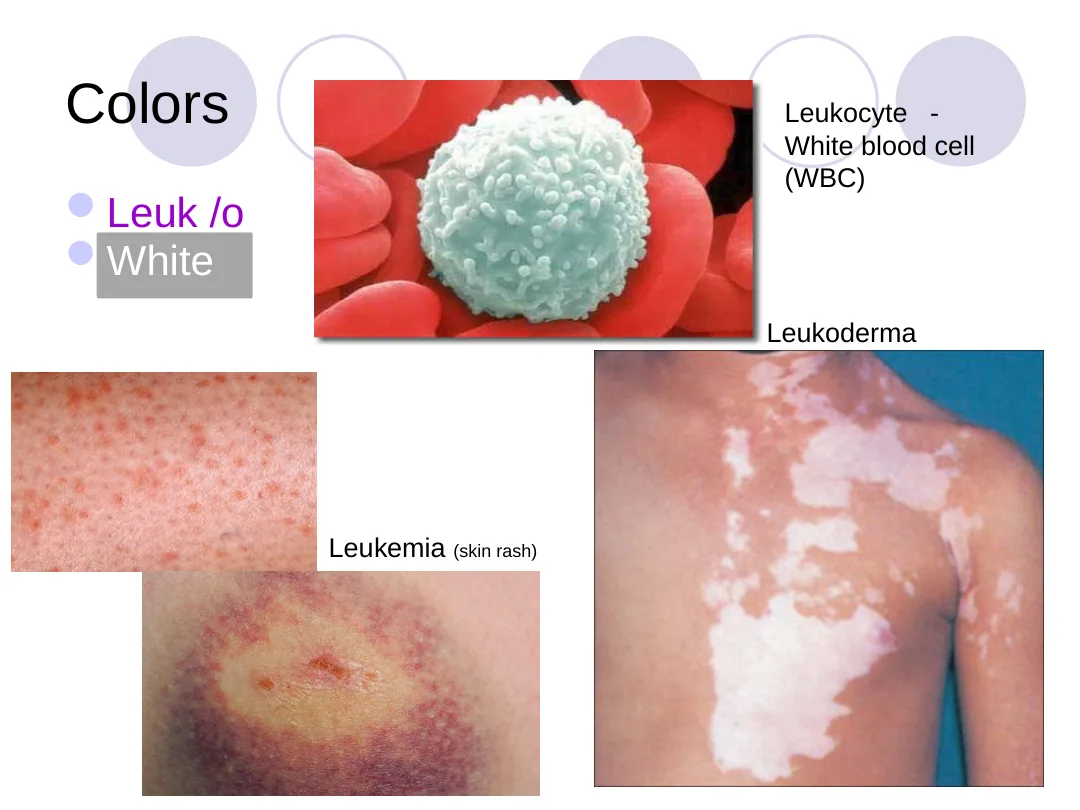 Colors
Leuk /o
White
Leukocyte -
White blood cell
(WBC)
Leukoderma
Leukemia (skin rash)